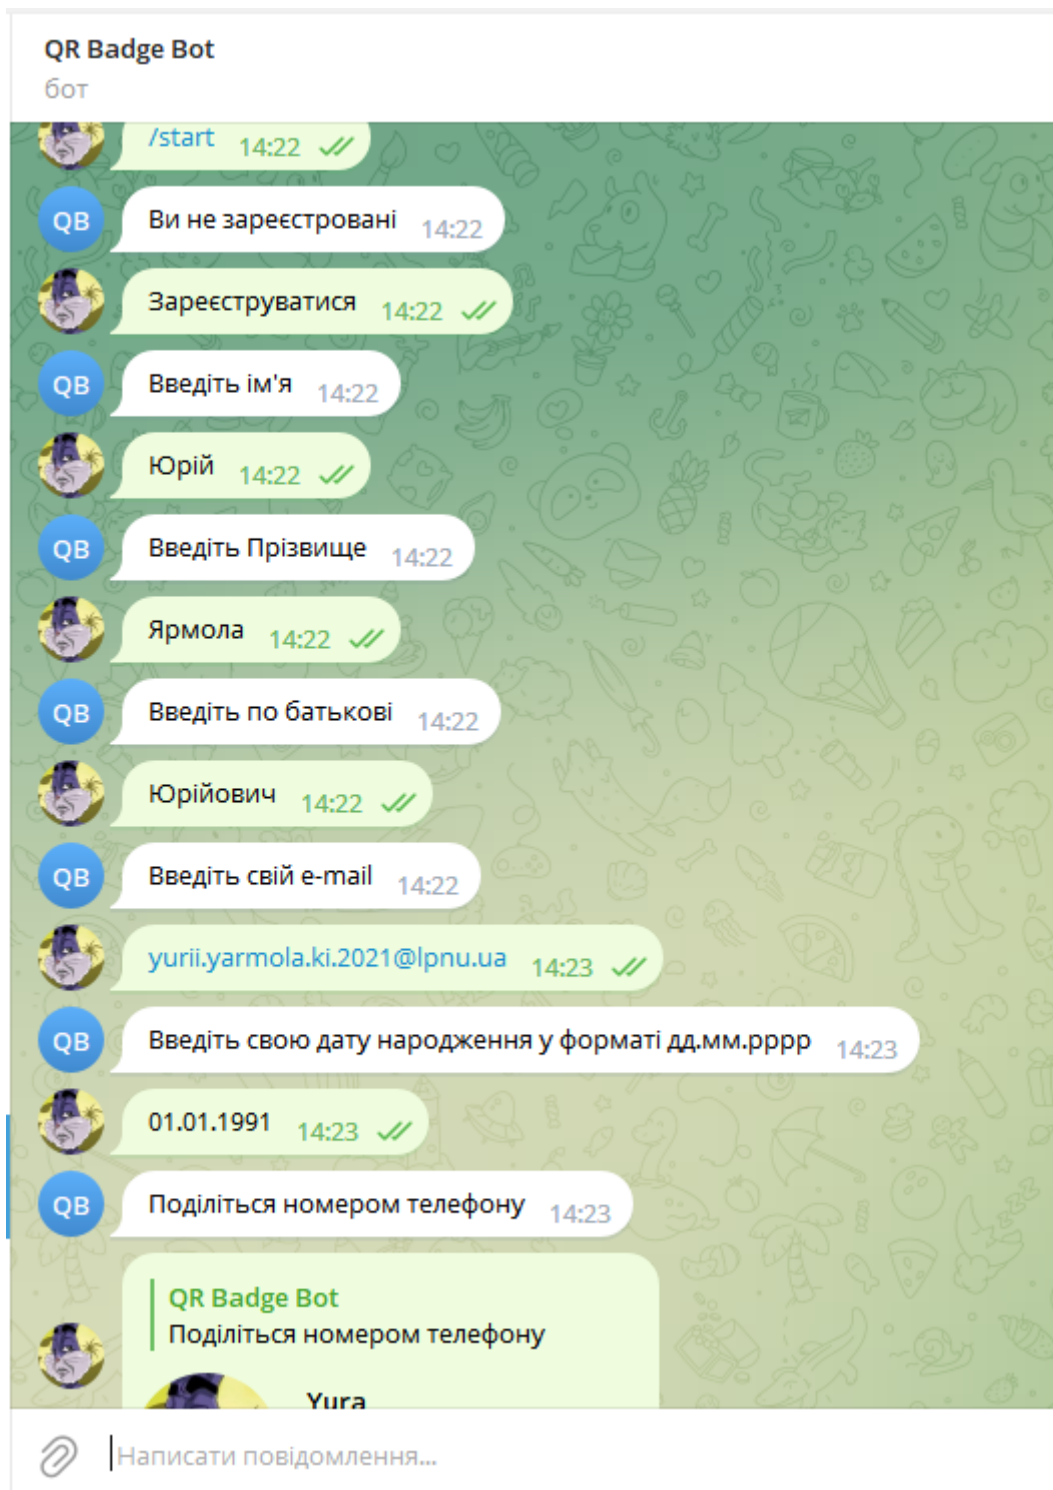 QR Badge Bot
бот
/start 14:22
QB Ви не зареєстровані 14:22
Зареєструватися 14:22
QB Введіть ім'я 14:22
Юрій 14:22
QB Введіть Прізвище 14:22
Ярмола 14:22
QB Введіть по батькові 14:22
Юрійович 14:22
QB Введіть свій e-mail 14:22
yurii.yarmola.ki.2021@lpnu.ua 14:23
QB Введіть свою дату народження у форматі дд.мм.рррр 14:23
01.01.1991 14:23
QB Поділіться номером телефону 14:23
QR Badge Bot
Поділіться номером телефону
Yura
Написати повідомлення...